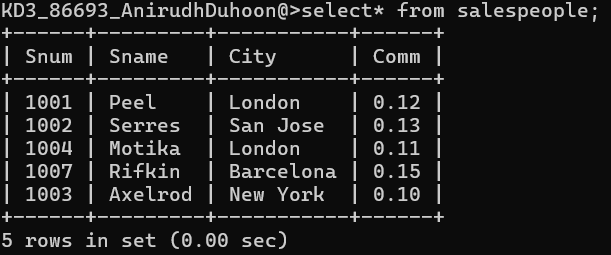 KD3_86693_AnirudhDuhoon@>select* from salespeople;
+------+---------+-----------+------+
| Snum | Sname   | City      | Comm |
+------+---------+-----------+------+
| 1001 | Peel    | London    | 0.12 |
| 1002 | Serres  | San Jose  | 0.13 |
| 1004 | Motika  | London    | 0.11 |
| 1007 | Rifkin  | Barcelona | 0.15 |
| 1003 | Axelrod | New York  | 0.10 |
+------+---------+-----------+------+
5 rows in set (0.00 sec)